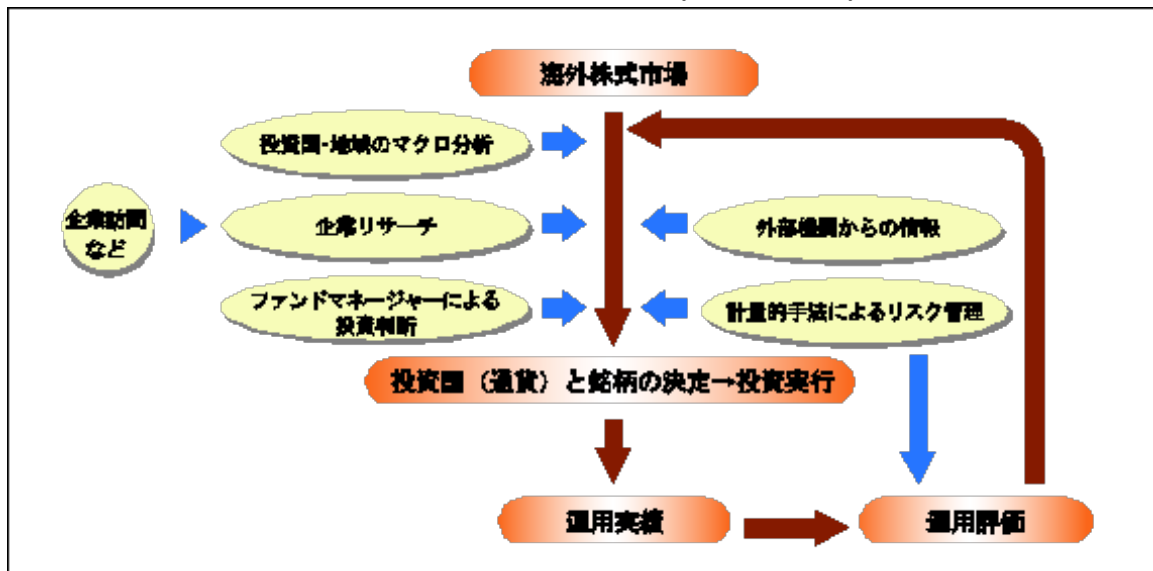 海外株式市場
投資国・地域のマクロ分析
企業訪問
など
企業リサーチ
外部機関からの情報
ファンドマネージャーによる
投資判断
計量的手法によるリスク管理
投資国（通貨）と銘柄の決定→投資実行
運用実績
運用評価